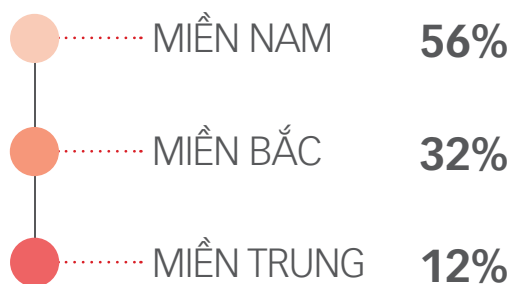 MIỀN NAM 56%
MIỀN BẮC 32%
MIỀN TRUNG 12%